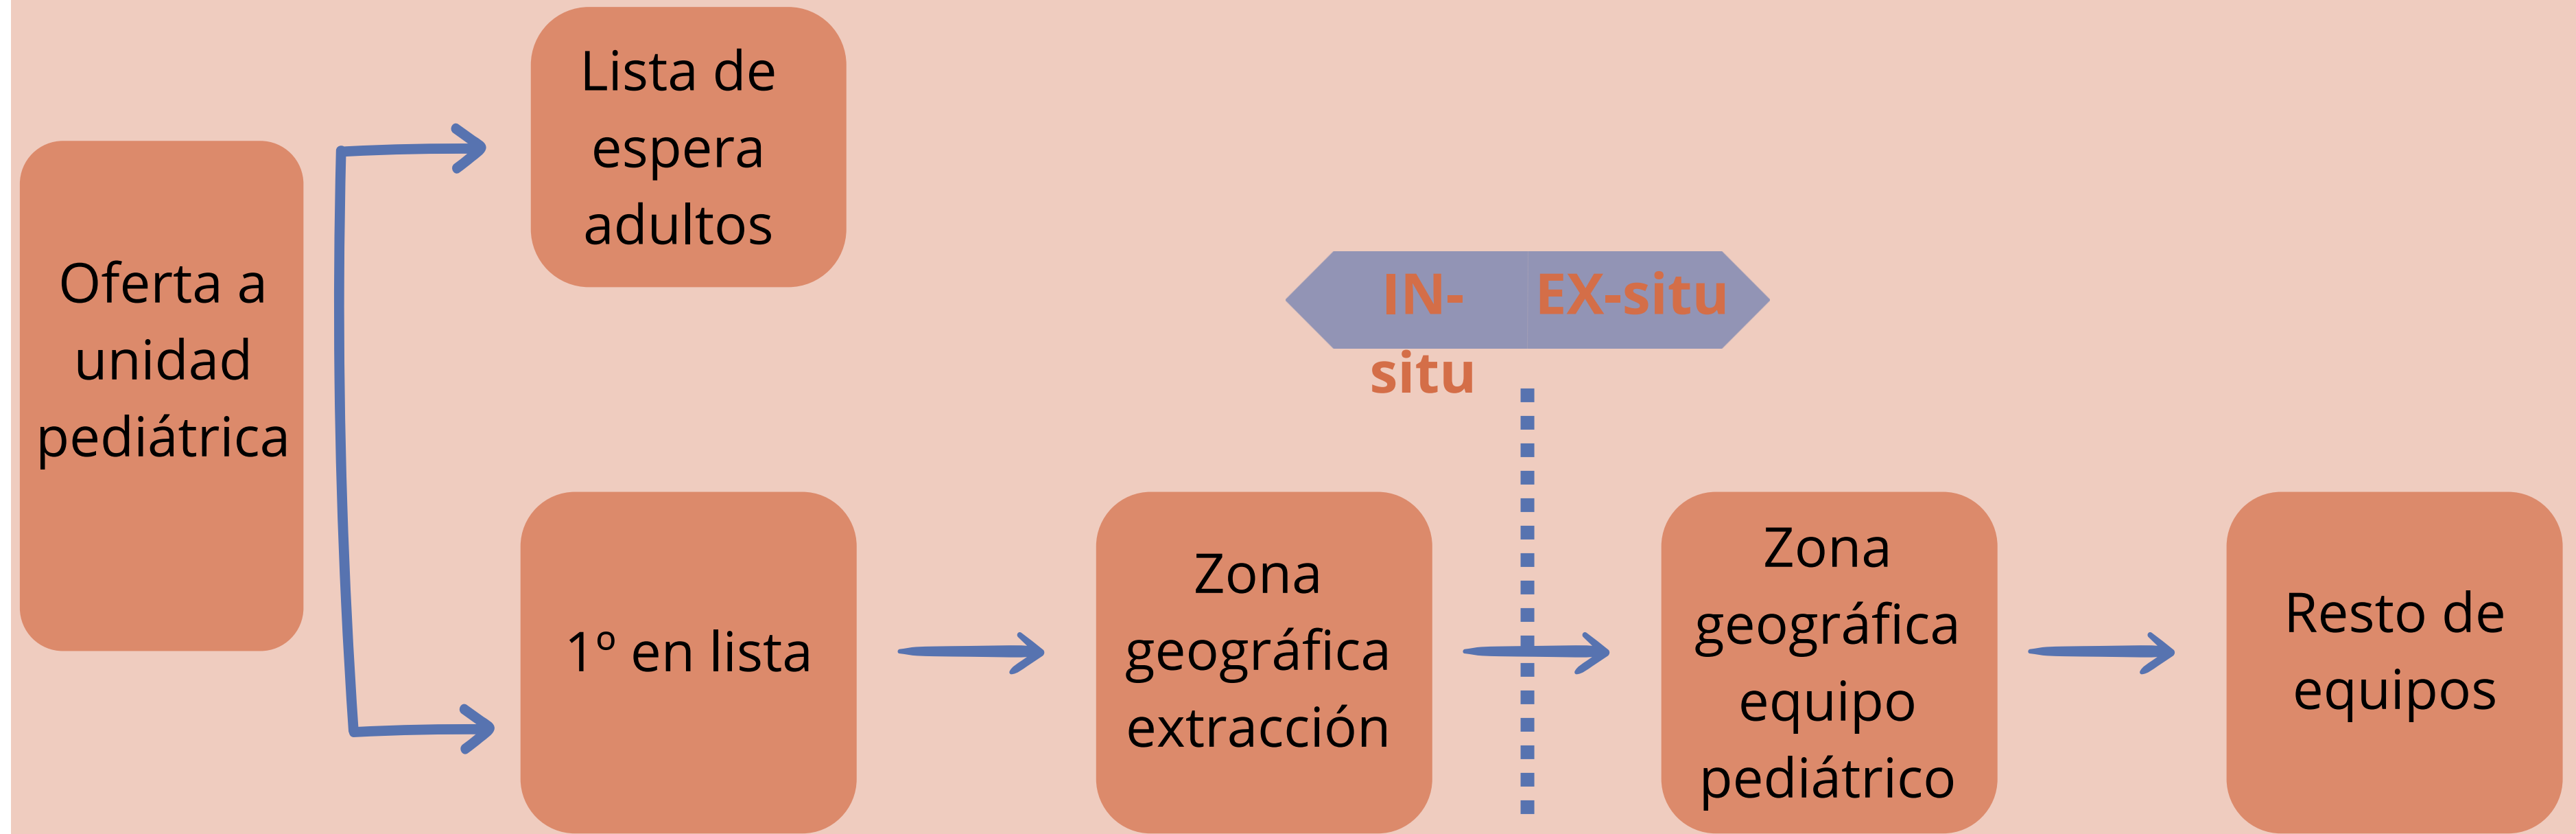 Oferta a
unidad
pediátrica
Lista de
espera
adultos
1º en lista
Zona
geográfica
extracción
IN-
situ
EX-situ
Zona
geográfica
equipo
pediátrico
Resto de
equipos